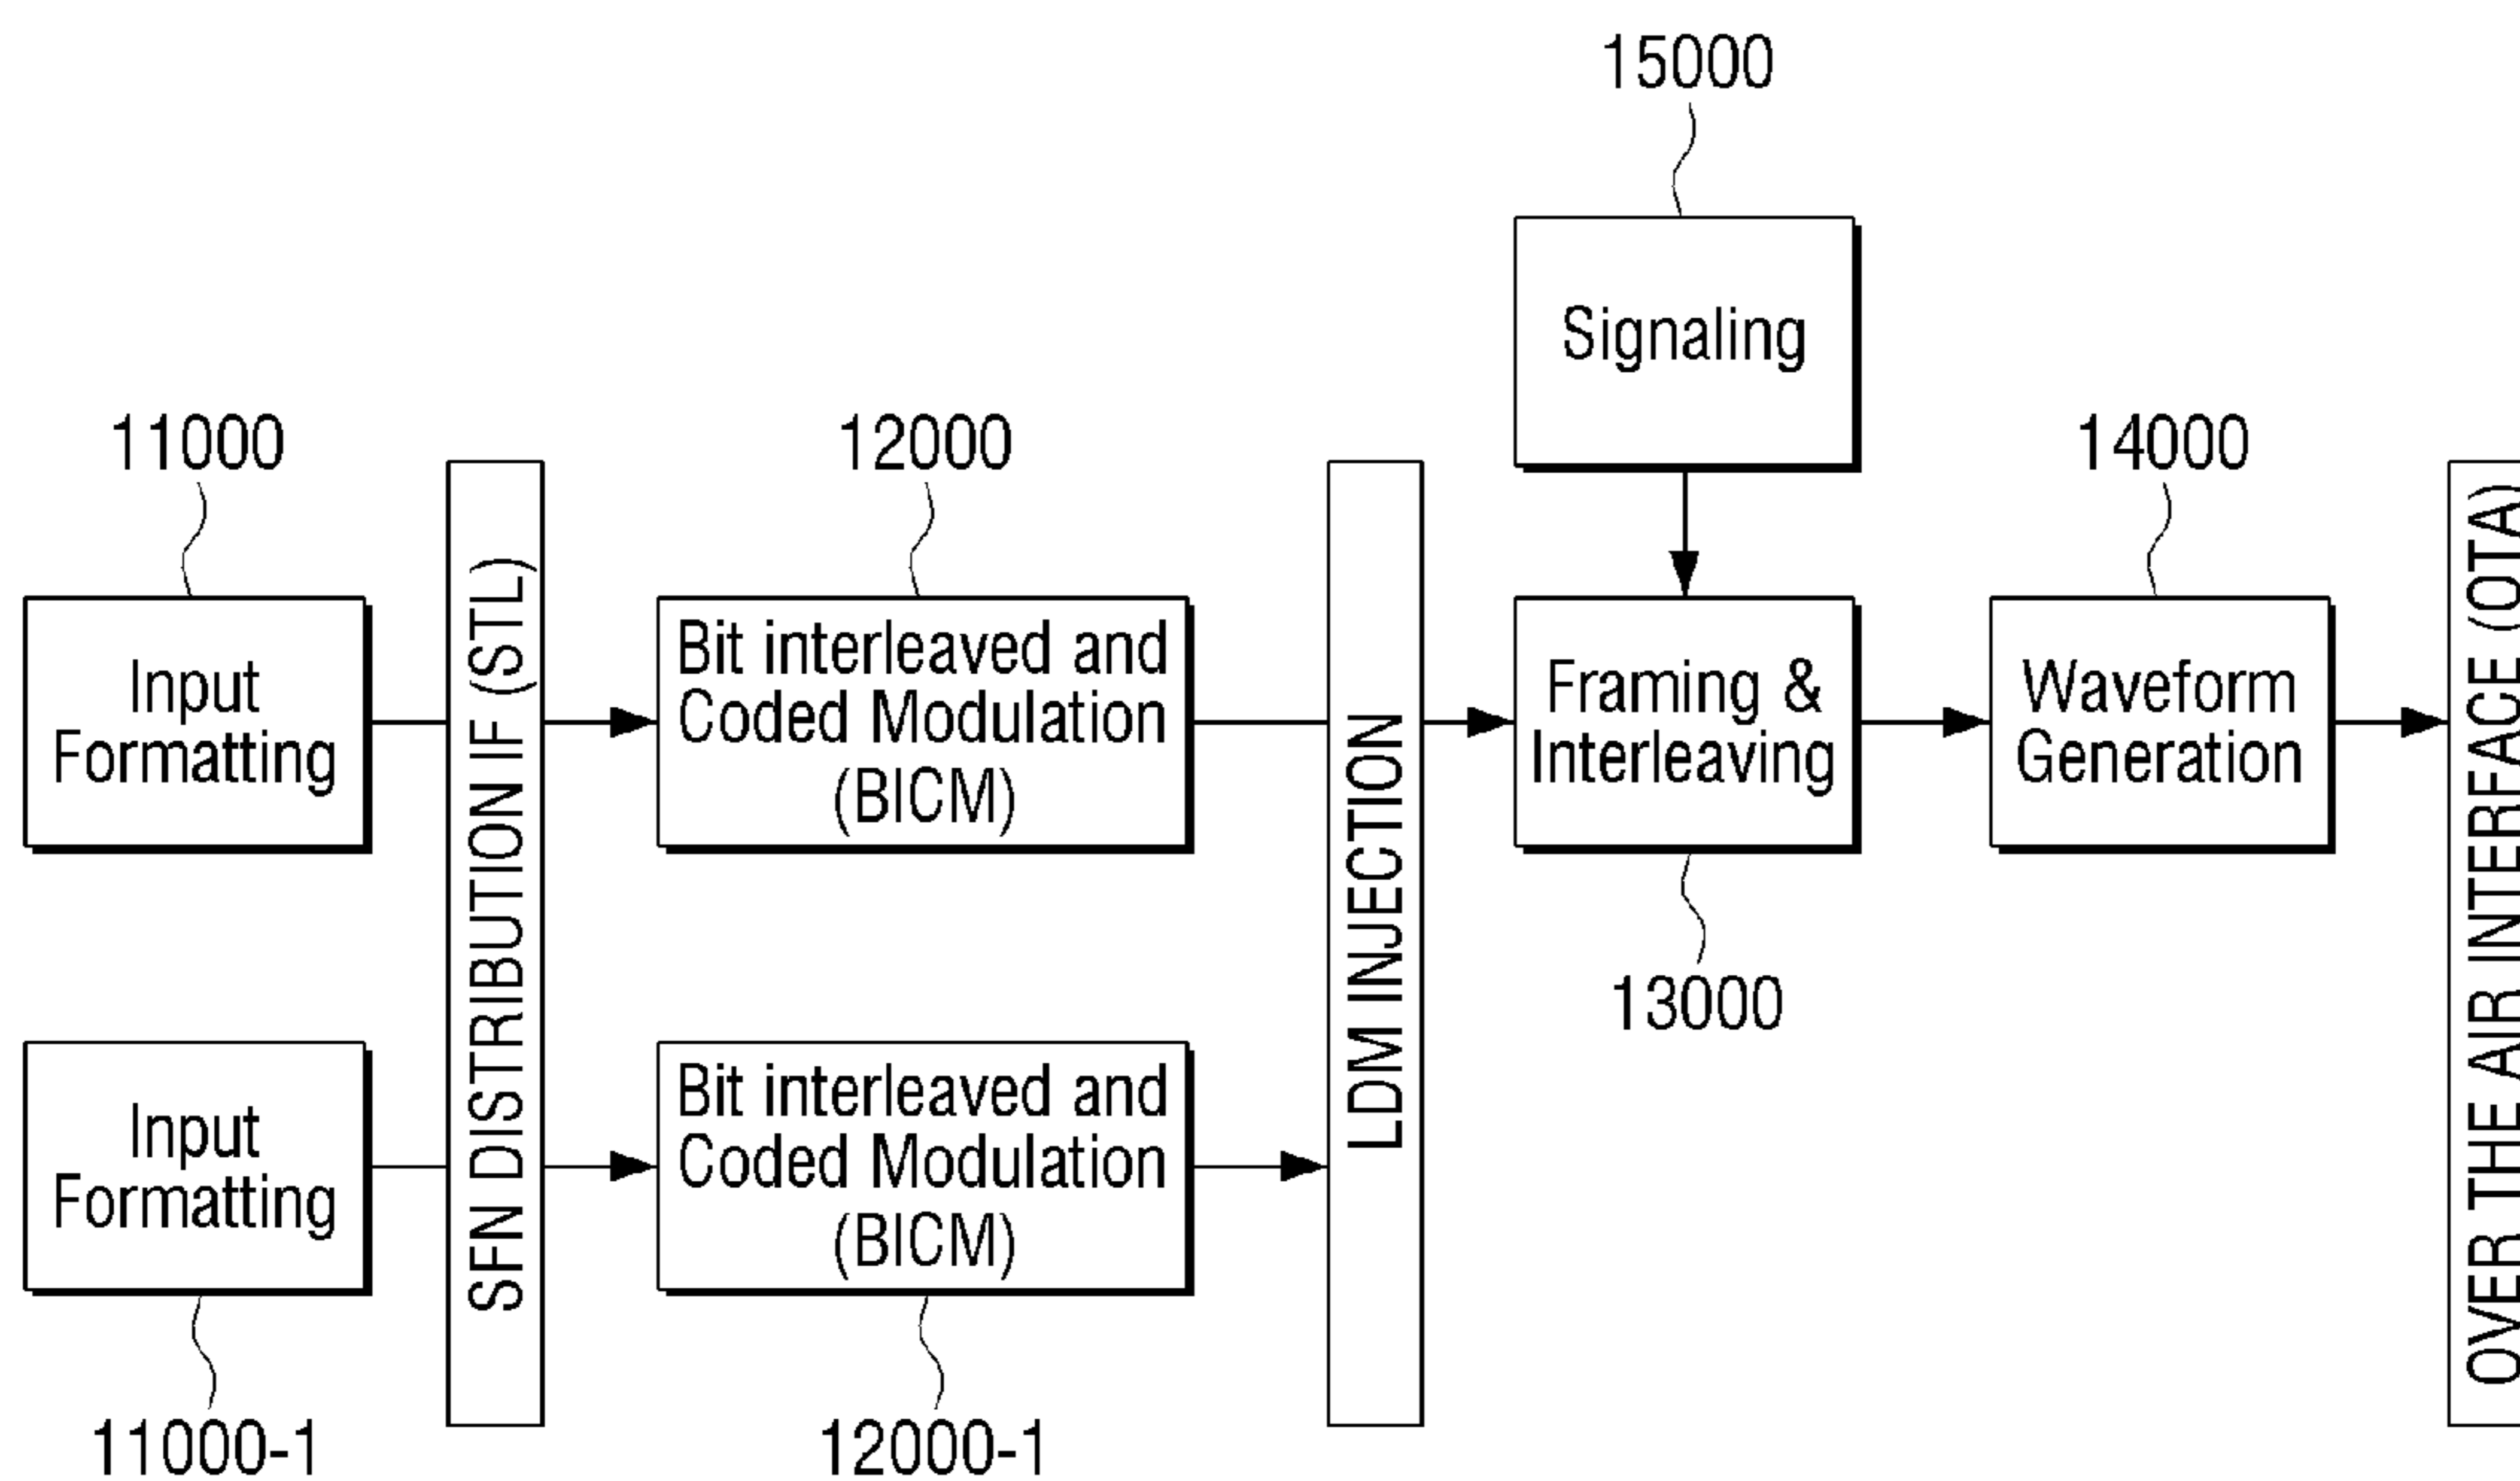 15000
Signaling
11000
12000
14000
Input
Formatting
SFN DISTRIBUTION IF (STL)
Bit interleaved and
Coded Modulation
(BICM)
LDM INJECTION
Framing &
Interleaving
Waveform
Generation
OVER THE AIR INTERFACE (OTA)
13000
Input
Formatting
Bit interleaved and
Coded Modulation
(BICM)
11000-1
12000-1